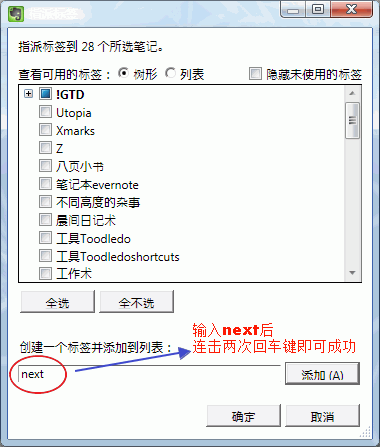 指派标签到 28 个所选笔记。
查看可用的标签： 树形 列表 隐藏未使用的标签
!GTD
Utopia
Xmarks
Z
八页小书
笔记本evernote
不同高度的杂事
晨间日记术
工具Toodledo
工具Toodledoshortcuts
工作术
全选 全不选
输入next后
连击两次回车键即可成功
创建一个标签并添加到列表：
next 添加 (A)
确定 取消